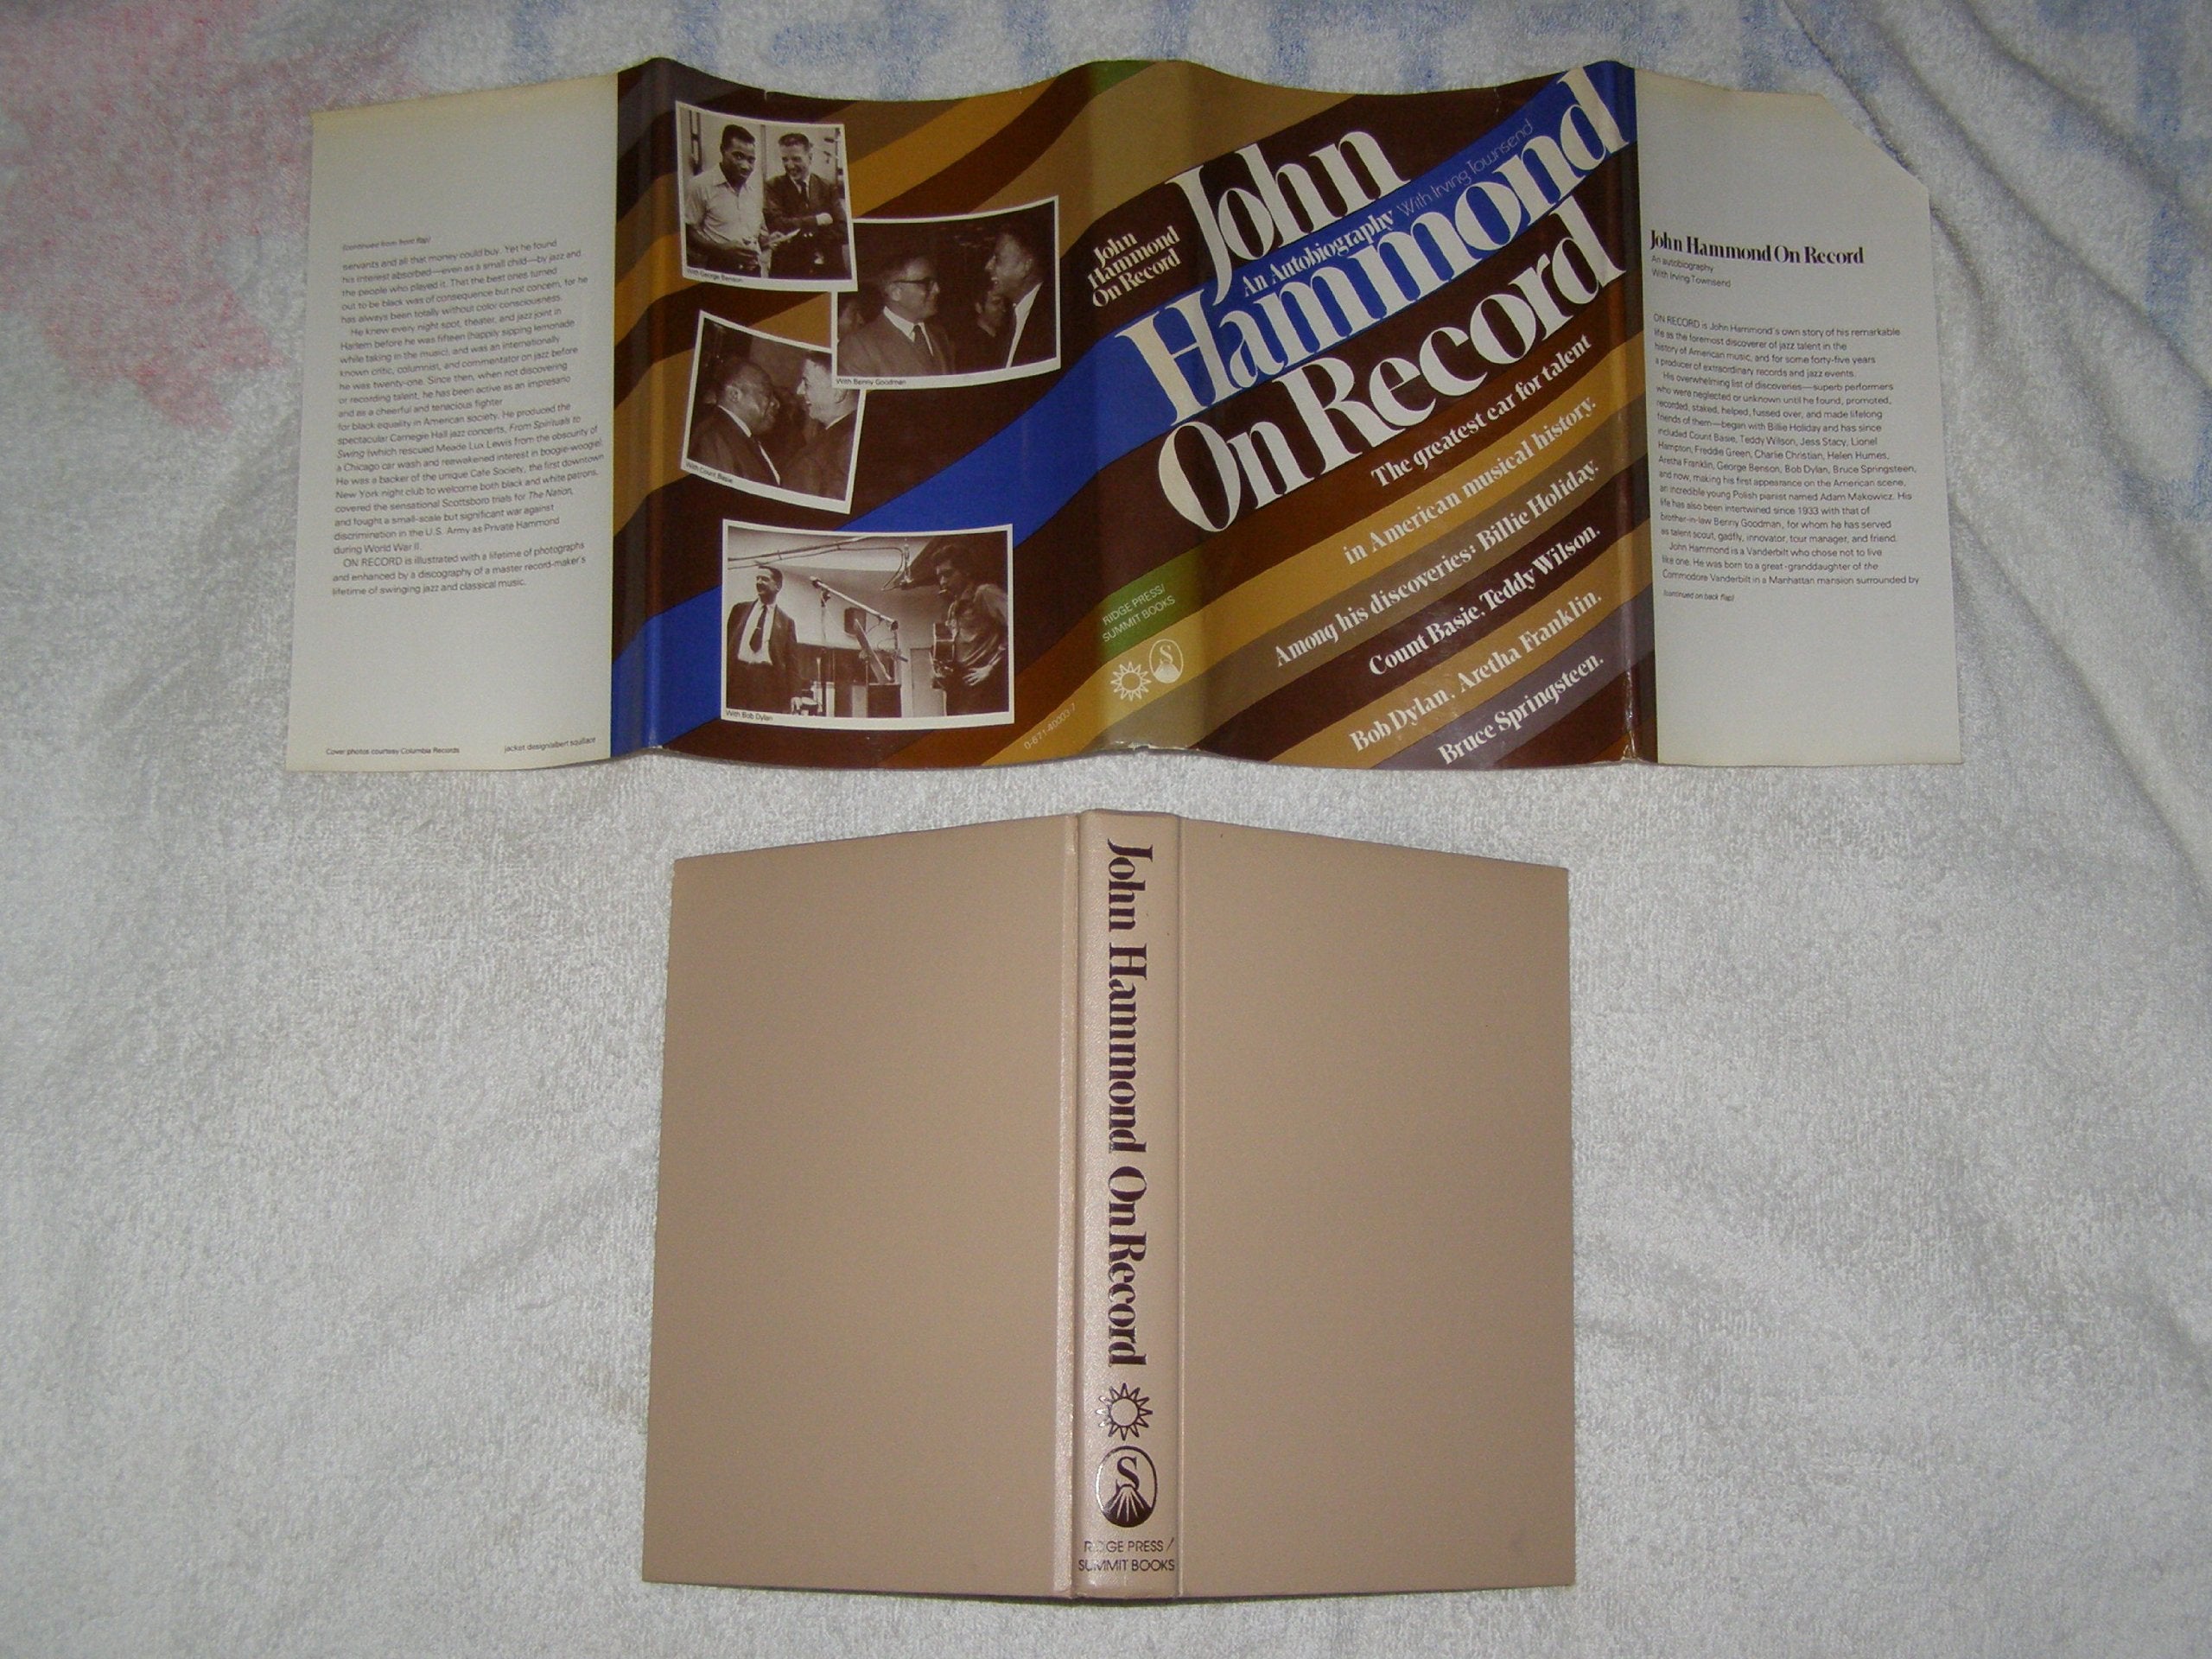 (continued from front flap)
servants and all that money could buy. Yet he found
his interest absorbed—even as a small child—by jazz and
the people who played it. That the best ones turned
out to be black was of consequence but not concern, for he
has always been totally without color consciousness.
He knew every night spot, theater, and jazz joint in
Harlem before he was fifteen (happily sipping lemonade
while taking in the music), and was an internationally
known critic, columnist, and commentator on jazz before
he was twenty-one. Since then, when not discovering
or recording talent, he has been active as an impresario
and as a cheerful and tenacious fighter
for black equality in American society. He produced the
spectacular Carnegie Hall jazz concerts, From Spirituals to
Swing (which rescued Meade Lux Lewis from the obscurity of
a Chicago car wash and reawakened interest in boogie-woogie).
He was a backer of the unique Cafe Society, the first downtown
New York night club to welcome both black and white patrons,
covered the sensational Scottsboro trials for The Nation,
and fought a small-scale but significant war against
discrimination in the U.S. Army as Private Hammond
during World War II.
ON RECORD is illustrated with a lifetime of photographs
and enhanced by a discography of a master record-maker's
lifetime of swinging jazz and classical music.
Cover photos courtesy Columbia Records
jacket design/albert squillace
With George Benson
With Benny Goodman
With Count Basie
With Bob Dylan
0-671-40003-7
John
Hammond
On Record
RIDGE PRESS/
SUMMIT BOOKS
S
John
An Autobiography With Irving Townsend
Hammond
On Record
The greatest ear for talent
in American musical history.
Among his discoveries: Billie Holiday.
Count Basie. Teddy Wilson.
Bob Dylan. Aretha Franklin.
Bruce Springsteen.
John Hammond On Record
An autobiography
With Irving Townsend
ON RECORD is John Hammond's own story of his remarkable
life as the foremost discoverer of jazz talent in the
history of American music, and for some forty-five years
a producer of extraordinary records and jazz events.
His overwhelming list of discoveries—superb performers
who were neglected or unknown until he found, promoted,
recorded, staked, helped, fussed over, and made lifelong
friends of them—began with Billie Holiday and has since
included Count Basie, Teddy Wilson, Jess Stacy, Lionel
Hampton, Freddie Green, Charlie Christian, Helen Humes,
Aretha Franklin, George Benson, Bob Dylan, Bruce Springsteen,
and now, making his first appearance on the American scene,
an incredible young Polish pianist named Adam Makowicz. His
life has also been intertwined since 1933 with that of
brother-in-law Benny Goodman, for whom he has served
as talent scout, gadfly, innovator, tour manager, and friend.
John Hammond is a Vanderbilt who chose not to live
like one. He was born to a great-granddaughter of the
Commodore Vanderbilt in a Manhattan mansion surrounded by
(continued on back flap)
John Hammond On Record
S
RIDGE PRESS /
SUMMIT BOOKS